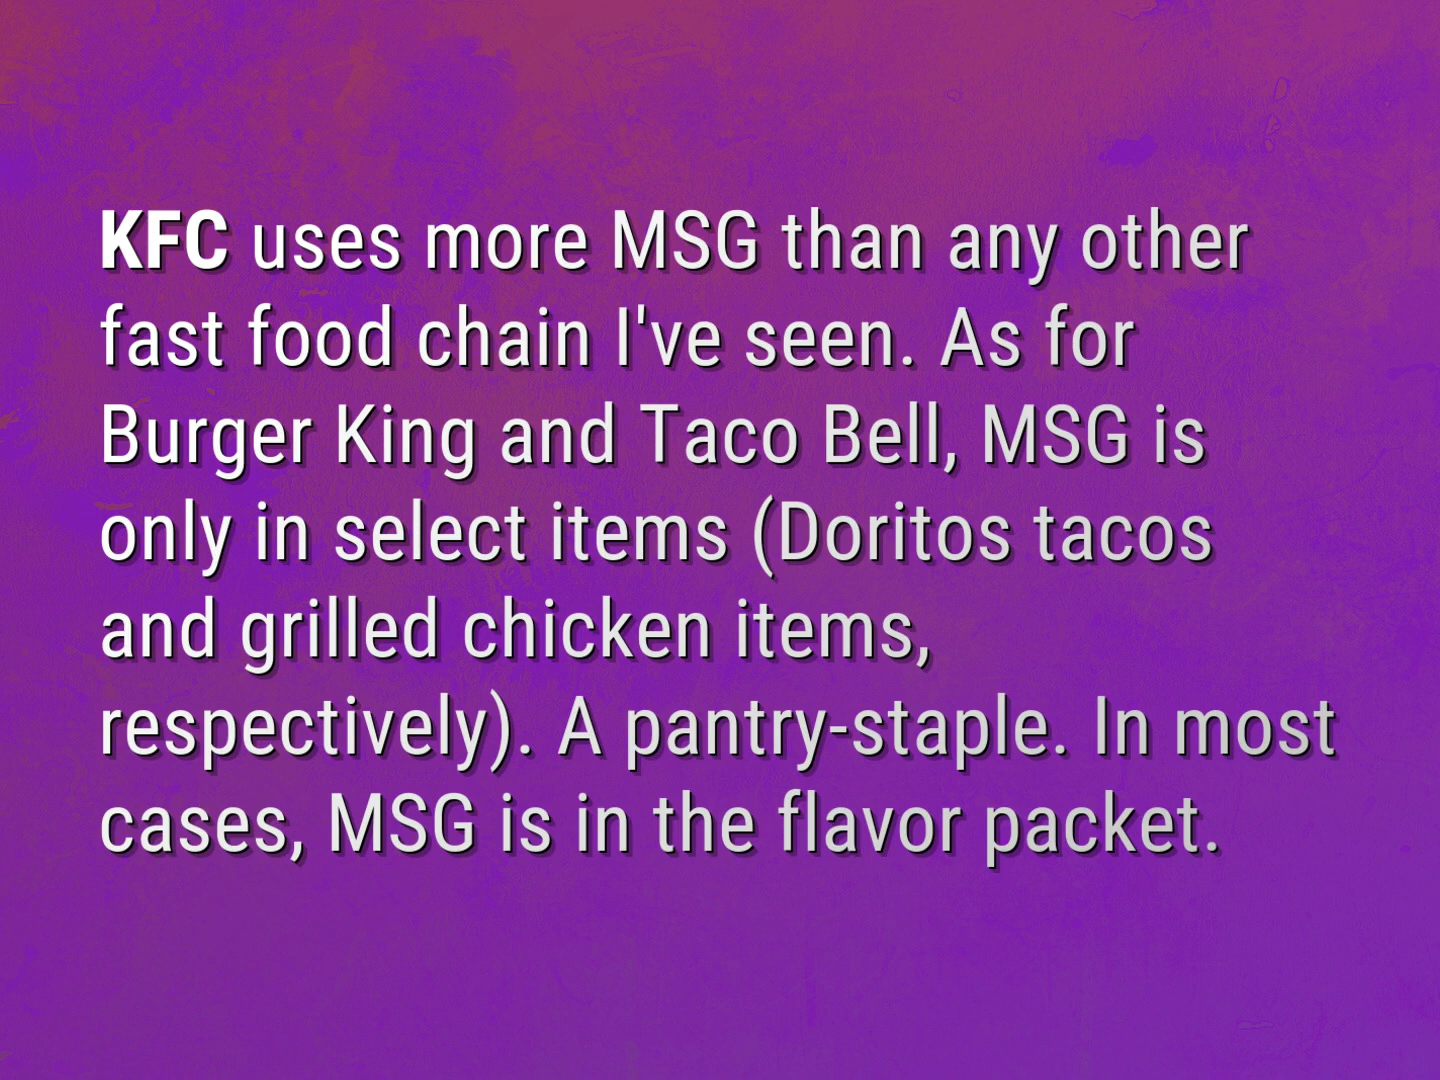 KFC uses more MSG than any other
fast food chain I've seen. As for
Burger King and Taco Bell, MSG is
only in select items (Doritos tacos
and grilled chicken items,
respectively). A pantry-staple. In most
cases, MSG is in the flavor packet.